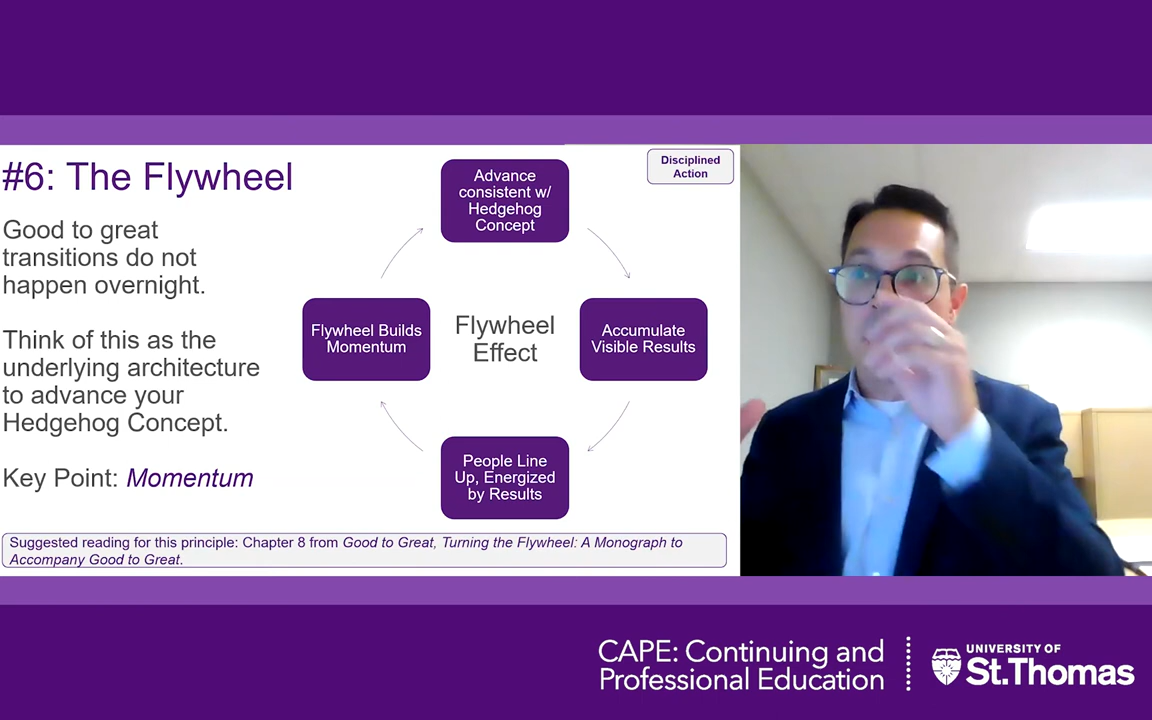 #6: The Flywheel
Good to great
transitions do not
happen overnight.
Think of this as the
underlying architecture
to advance your
Hedgehog Concept.
Key Point: Momentum
Disciplined
Action
Advance
consistent w/
Hedgehog
Concept
Flywheel Builds
Momentum
Flywheel
Effect
Accumulate
Visible Results
People Line
Up, Energized
by Results
Suggested reading for this principle: Chapter 8 from Good to Great, Turning the Flywheel: A Monograph to
Accompany Good to Great.
CAPE: Continuing and
Professional Education
UNIVERSITY OF
St.Thomas